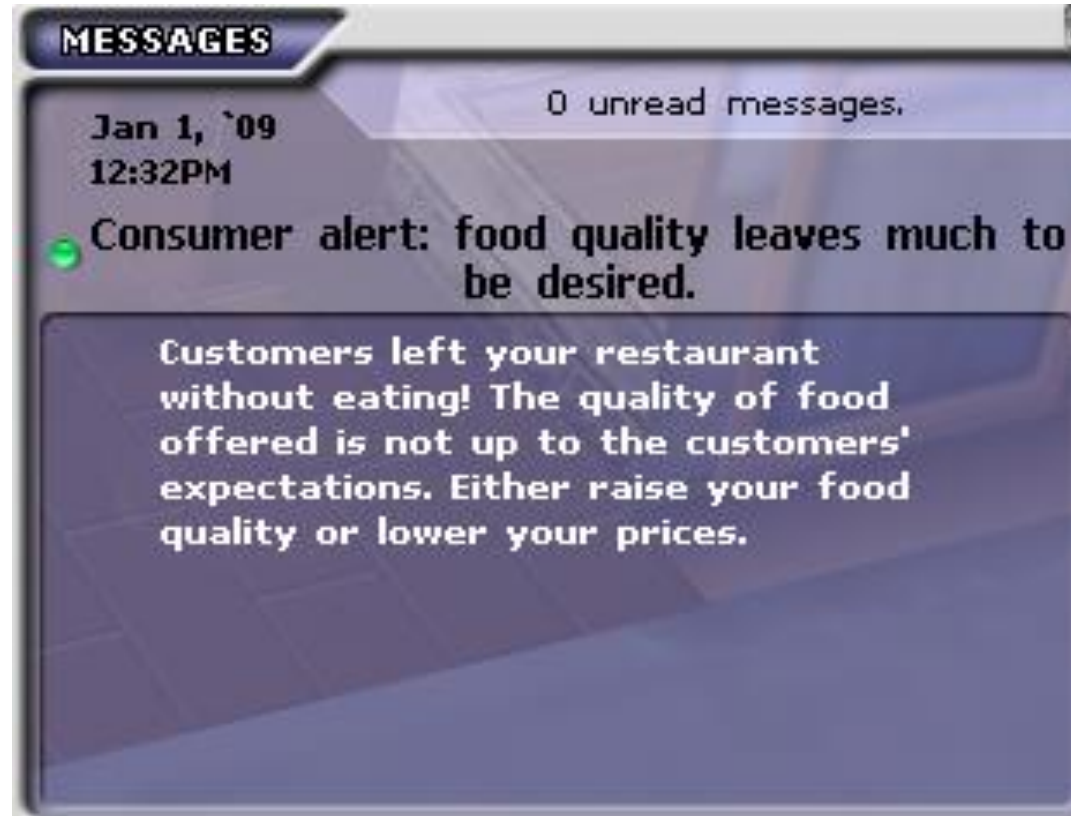 MESSAGES
0 unread messages.
Jan 1, `09
12:32PM
Consumer alert: food quality leaves much to
be desired.
Customers left your restaurant
without eating! The quality of food
offered is not up to the customers'
expectations. Either raise your food
quality or lower your prices.